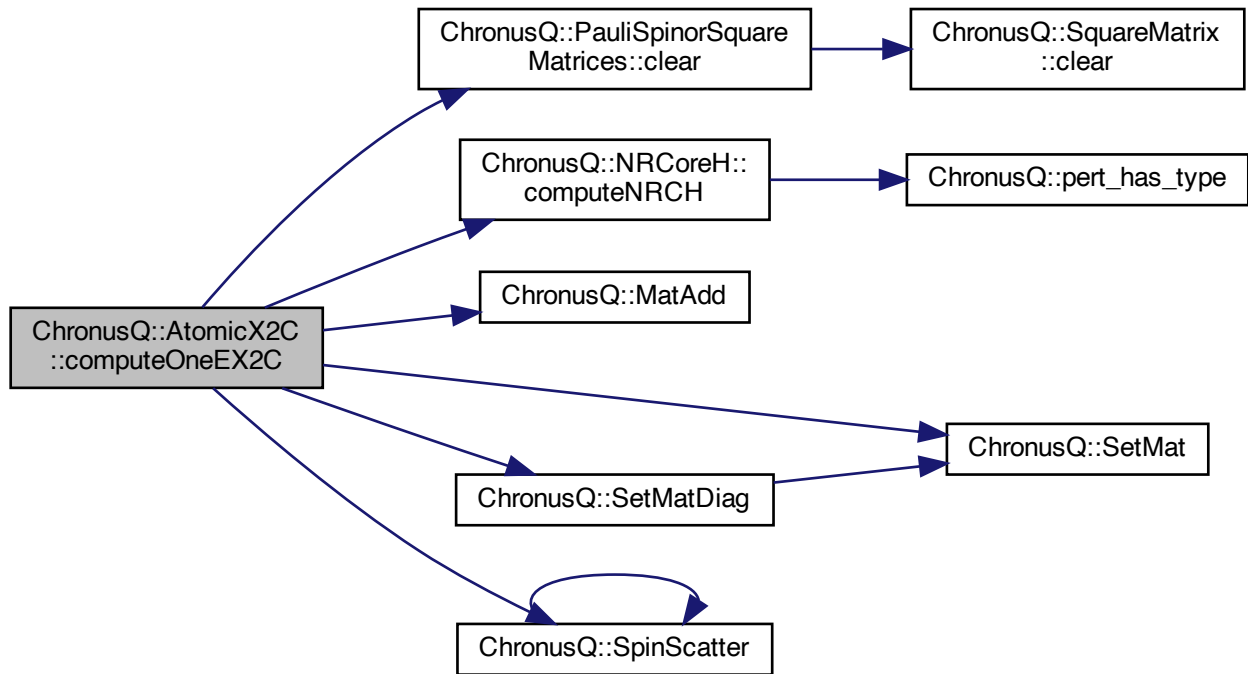 ChronusQ::PauliSpinorSquare
Matrices::clear
ChronusQ::SquareMatrix
::clear
ChronusQ::NRCoreH::
computeNRCH
ChronusQ::pert_has_type
ChronusQ::MatAdd
ChronusQ::AtomicX2C
::computeOneEX2C
ChronusQ::SetMat
ChronusQ::SetMatDiag
ChronusQ::SpinScatter